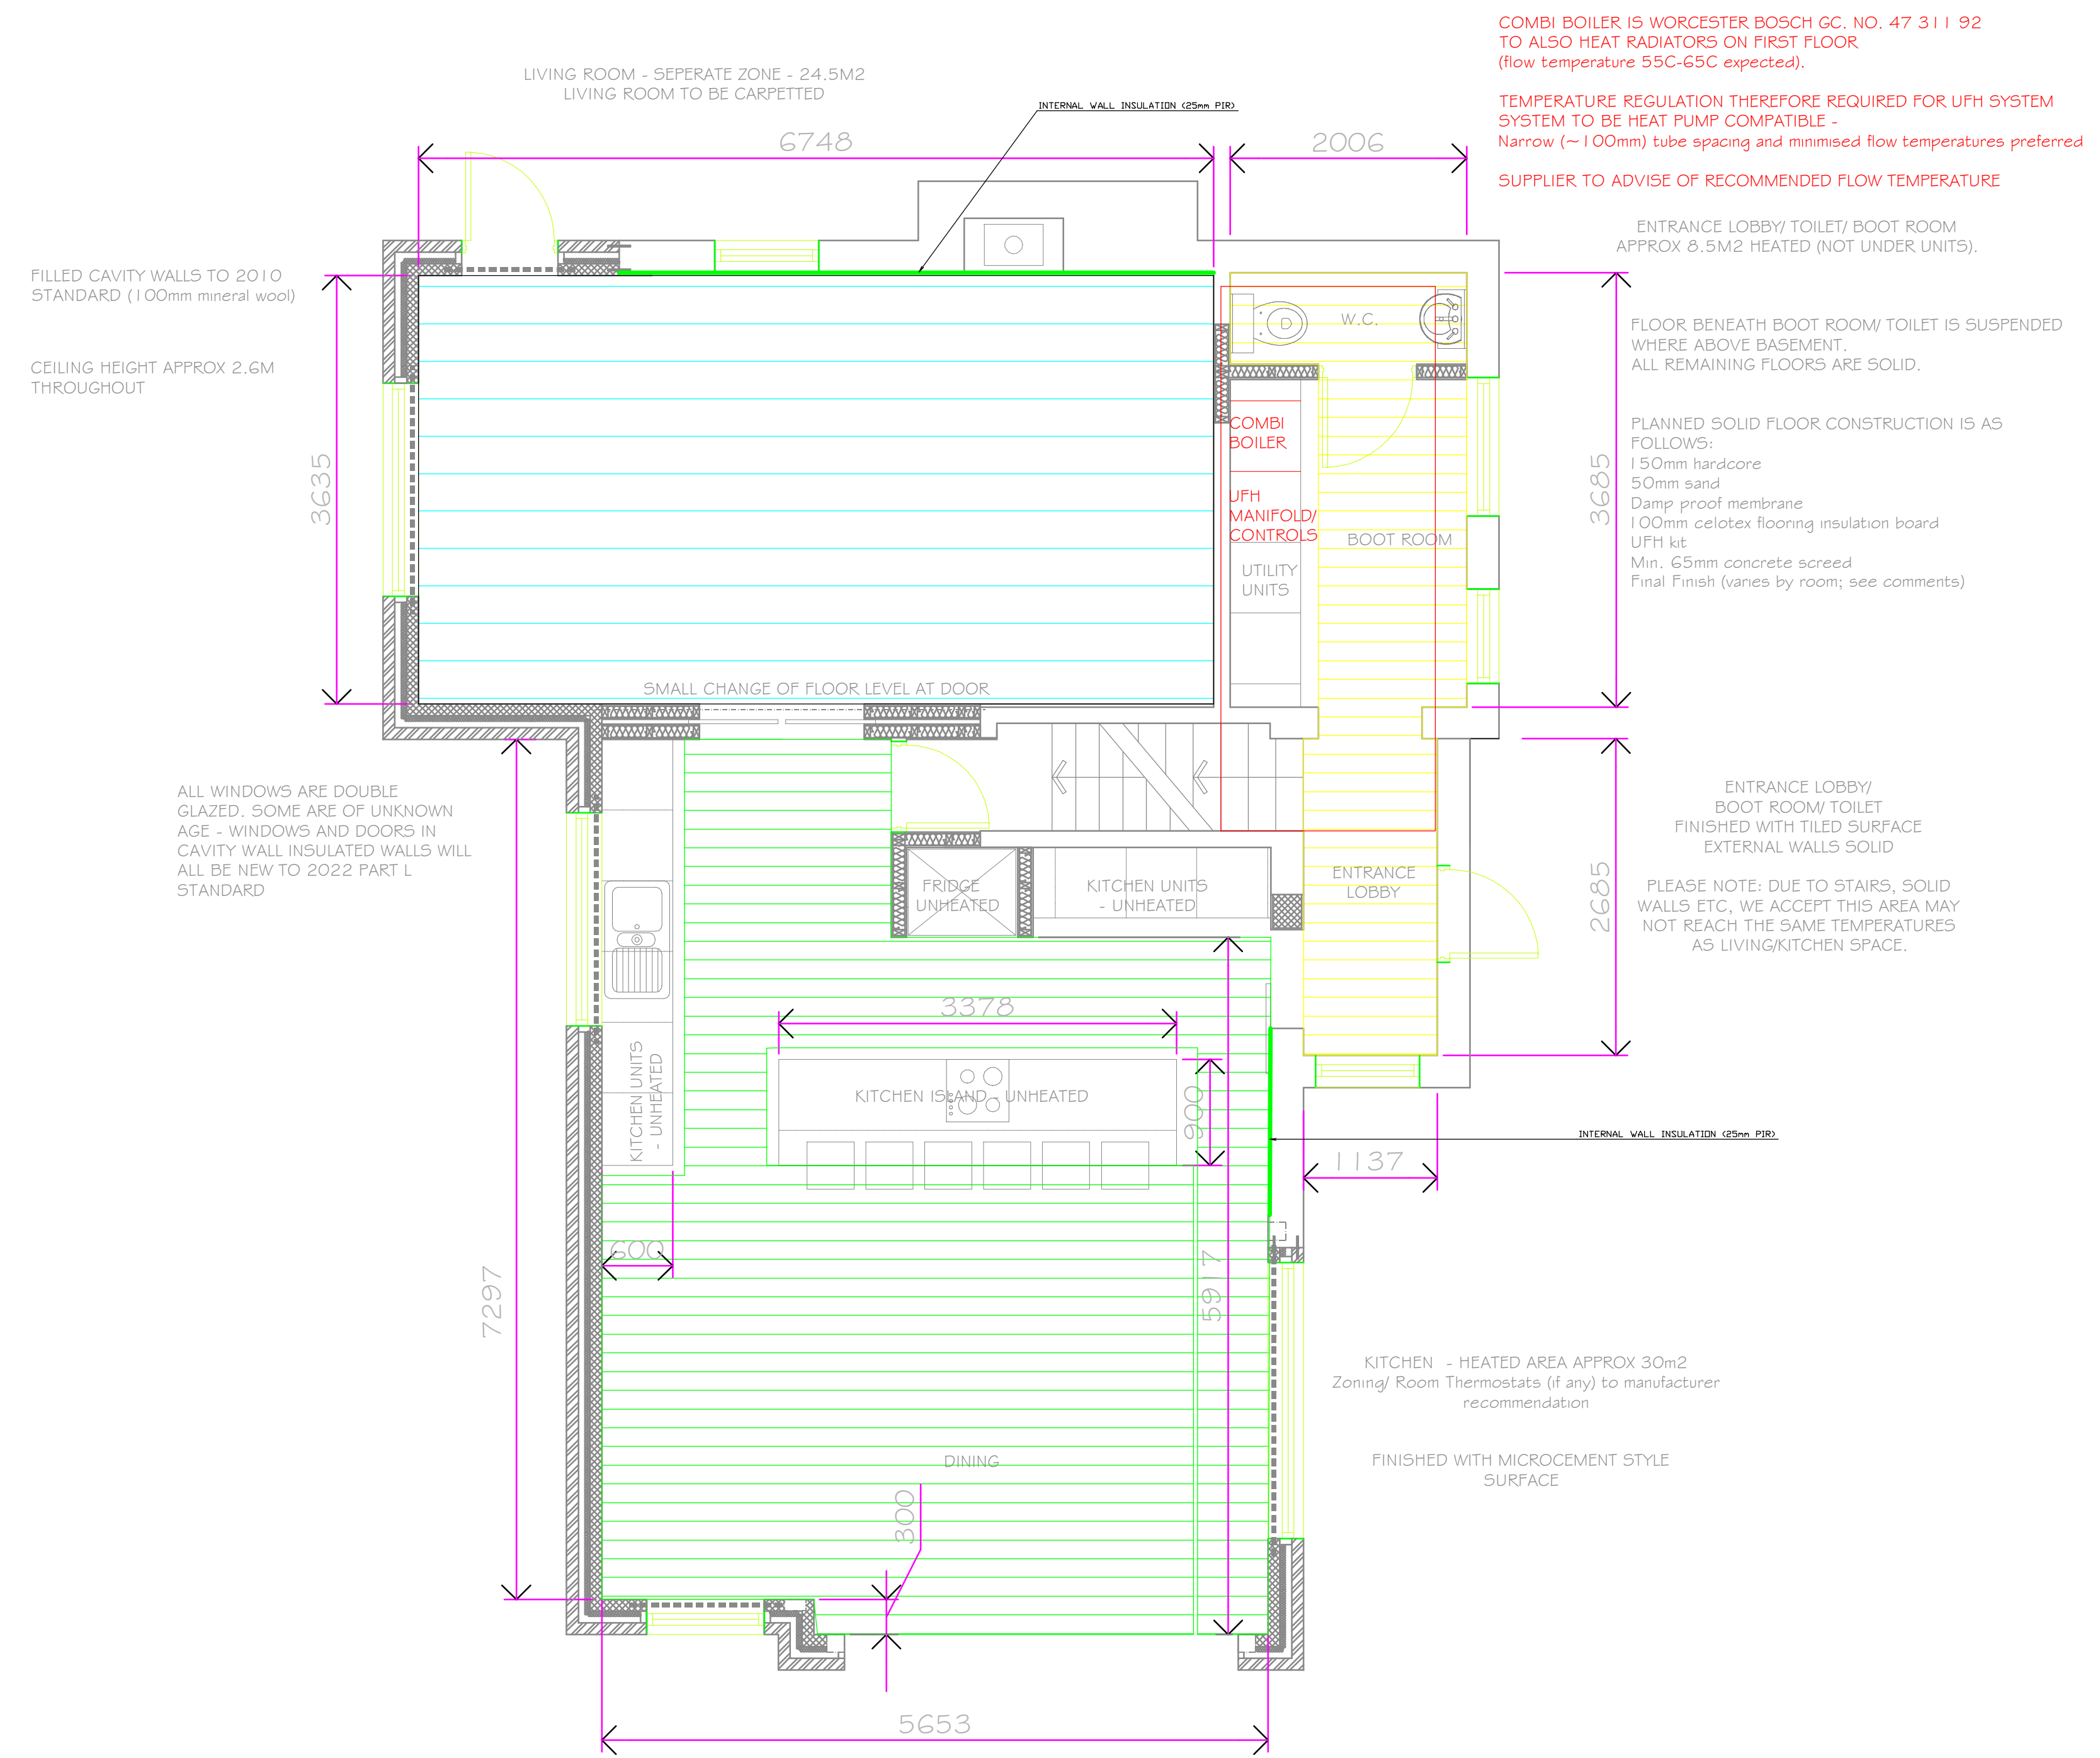 COMBI BOILER IS WORCESTER BOSCH GC. NO. 47 311 92
TO ALSO HEAT RADIATORS ON FIRST FLOOR
(flow temperature 55C-65C expected).
TEMPERATURE REGULATION THEREFORE REQUIRED FOR UFH SYSTEM
SYSTEM TO BE HEAT PUMP COMPATIBLE -
Narrow (~100mm) tube spacing and minimised flow temperatures preferred
SUPPLIER TO ADVISE OF RECOMMENDED FLOW TEMPERATURE
LIVING ROOM - SEPERATE ZONE - 24.5M2
LIVING ROOM TO BE CARPETTED
INTERNAL WALL INSULATION (25mm PIR)
6748
2006
ENTRANCE LOBBY/ TOILET/ BOOT ROOM
APPROX 8.5M2 HEATED (NOT UNDER UNITS).
FILLED CAVITY WALLS TO 2010
STANDARD (100mm mineral wool)
CEILING HEIGHT APPROX 2.6M
THROUGHOUT
3635
W.C.
FLOOR BENEATH BOOT ROOM/ TOILET IS SUSPENDED
WHERE ABOVE BASEMENT.
ALL REMAINING FLOORS ARE SOLID.
COMBI
BOILER
UFH
MANIFOLD/
CONTROLS
UTILITY
UNITS
BOOT ROOM
3685
PLANNED SOLID FLOOR CONSTRUCTION IS AS
FOLLOWS:
150mm hardcore
50mm sand
Damp proof membrane
100mm celotex flooring insulation board
UFH kit
Min. 65mm concrete screed
Final Finish (varies by room; see comments)
SMALL CHANGE OF FLOOR LEVEL AT DOOR
ALL WINDOWS ARE DOUBLE
GLAZED. SOME ARE OF UNKNOWN
AGE - WINDOWS AND DOORS IN
CAVITY WALL INSULATED WALLS WILL
ALL BE NEW TO 2022 PART L
STANDARD
FRIDGE
UNHEATED
KITCHEN UNITS
- UNHEATED
ENTRANCE
LOBBY
2685
ENTRANCE LOBBY/
BOOT ROOM/ TOILET
FINISHED WITH TILED SURFACE
EXTERNAL WALLS SOLID
PLEASE NOTE: DUE TO STAIRS, SOLID
WALLS ETC, WE ACCEPT THIS AREA MAY
NOT REACH THE SAME TEMPERATURES
AS LIVING/KITCHEN SPACE.
3378
KITCHEN UNITS
- UNHEATED
KITCHEN ISLAND - UNHEATED
900
INTERNAL WALL INSULATION (25mm PIR)
1137
600
7297
5917
KITCHEN - HEATED AREA APPROX 30m2
Zoning/ Room Thermostats (if any) to manufacturer
recommendation
FINISHED WITH MICROCEMENT STYLE
SURFACE
DINING
300
5653